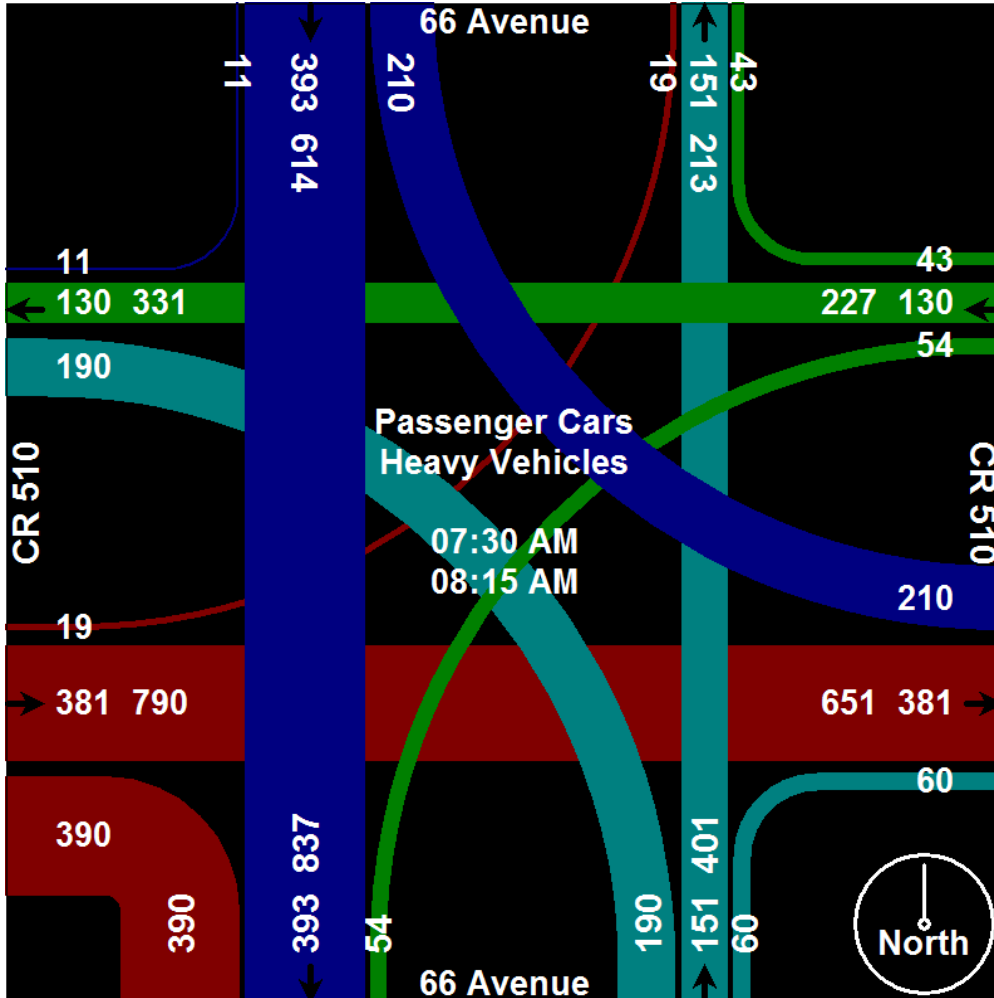 66 Avenue
11
393 614
210
19
151 213
43
11
43
130 331
227 130
54
190
Passenger Cars
Heavy Vehicles
CR 510
CR 510
07:30 AM
08:15 AM
210
19
381 790
651 381
60
390
390
393 837
54
190
151 401
60
North
66 Avenue